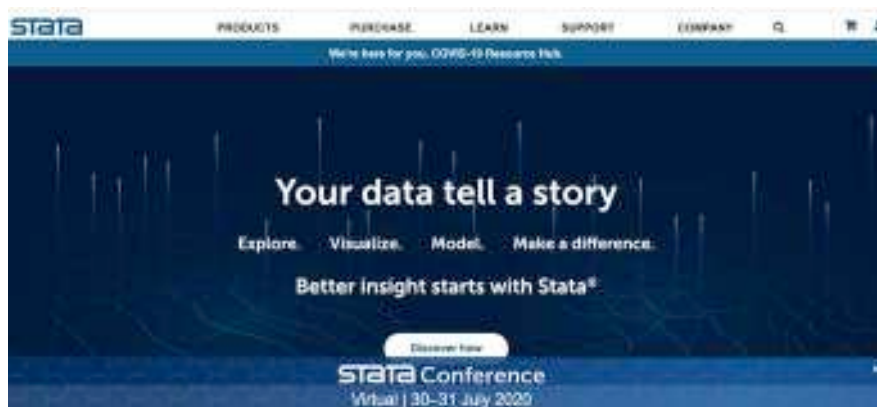 stata PRODUCTS PURCHASE LEARN SUPPORT COMPANY
We're here for you. COVID-19 Resource Hub.
Your data tell a story
Explore. Visualize. Model. Make a difference.
Better insight starts with Stata®
Discover how
stata Conference
Virtual | 30–31 July 2020